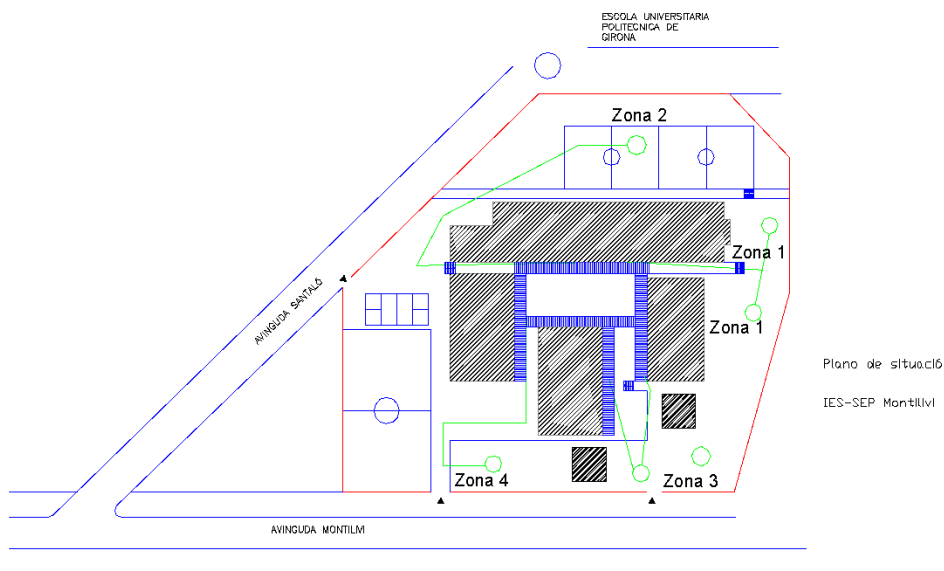 ESCOLA UNIVERSITARIA
POLITECNICA DE
GIRONA
Zona 2
Zona 1
AVINGUDA SANTALÓ
Zona 1
Plano de situació
IES-SEP Montilivi
Zona 4
Zona 3
AVINGUDA MONTILIVI